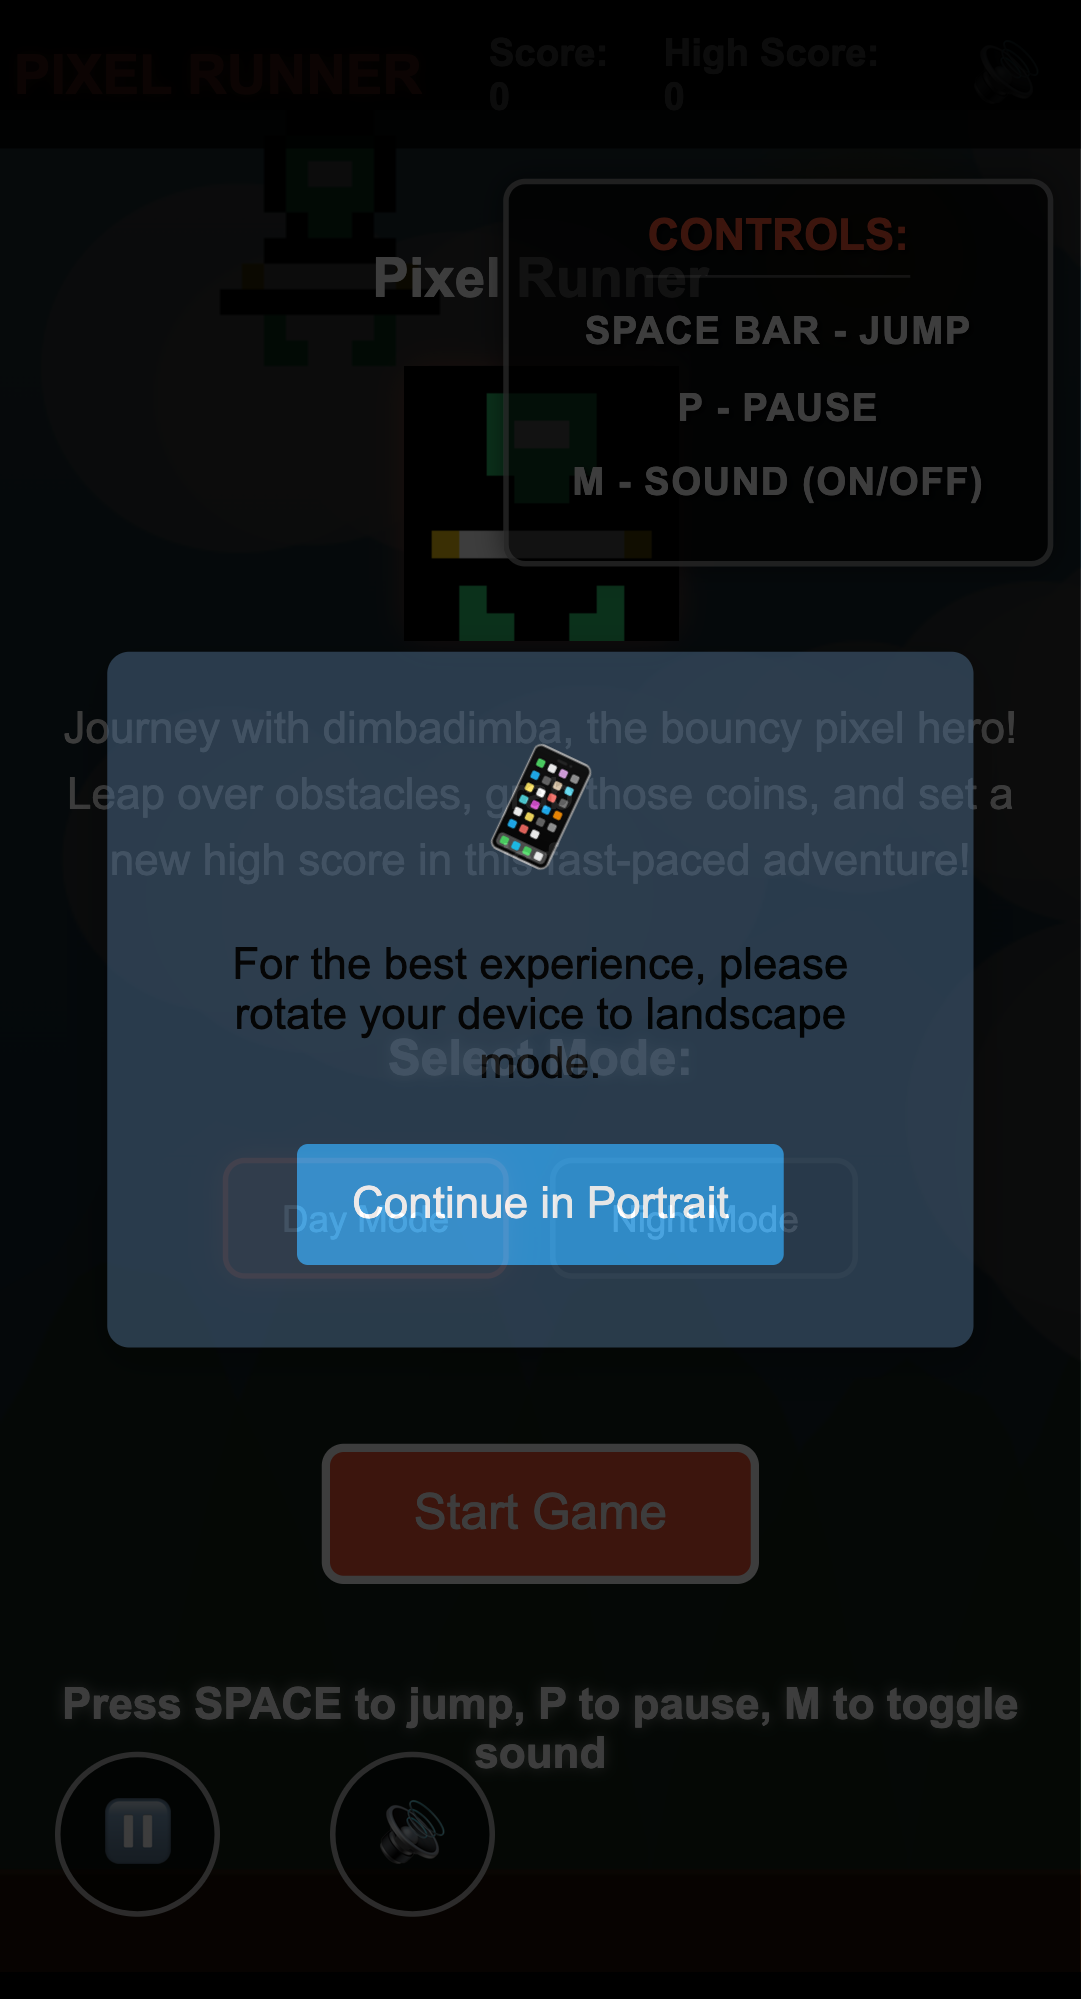 PIXEL RUNNER
Score:
0
High Score:
0
CONTROLS:
SPACE BAR - JUMP
P - PAUSE
M - SOUND (ON/OFF)
Pixel Runner
Journey with dimbadimba, the bouncy pixel hero!
Leap over obstacles, those coins, and set a
new high score in this fast-paced adventure!
For the best experience, please
rotate your device to landscape
mode.
Select Mode:
Continue in Portrait
Day Mode
Night Mode
Start Game
Press SPACE to jump, P to pause, M to toggle
sound